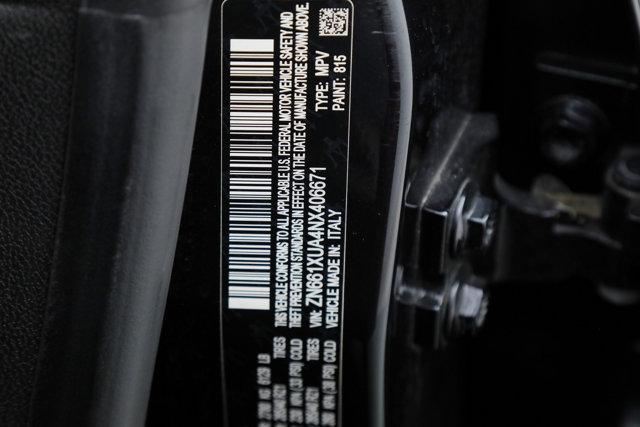 THIS VEHICLE CONFORMS TO ALL APPLICABLE U.S. FEDERAL MOTOR VEHICLE SAFETY AND
THEFT PREVENTION STANDARDS IN EFFECT ON THE DATE OF MANUFACTURE SHOWN ABOVE.
VIN: ZN661XUA4NX406671 TYPE: MPV
VEHICLE MADE IN: ITALY PAINT: 815
LB
TIRES
COLD
TIRES
COLD